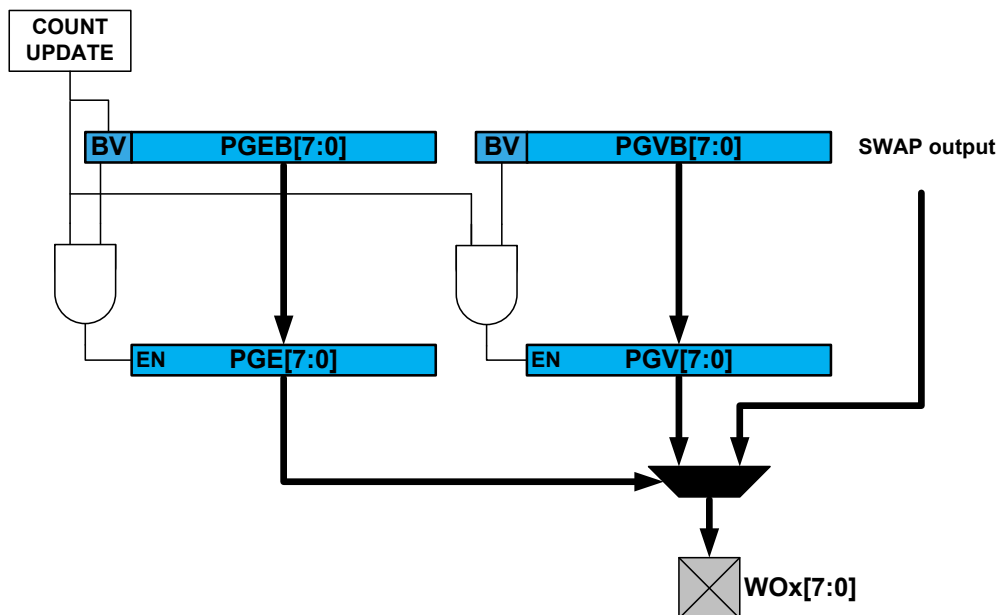 COUNT
UPDATE
BV
PGEB[7:0]
BV
PGVB[7:0]
SWAP output
EN
PGE[7:0]
EN
PGV[7:0]
WOx[7:0]